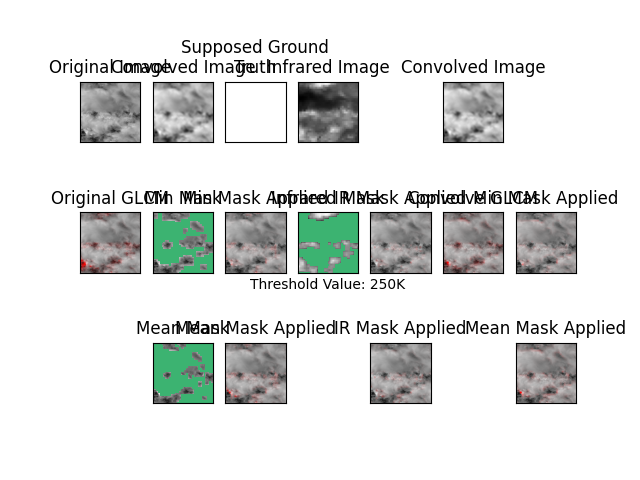 Supposed Ground
Original Image Convolved Image Truth Infrared Image Convolved Image
Original GLCM Min Mask Min Mask Applied Infrared Mask IR Mask Applied Convolved GLCM Min Mask Applied
Threshold Value: 250K
Mean Mask Mean Mask Applied IR Mask Applied Mean Mask Applied